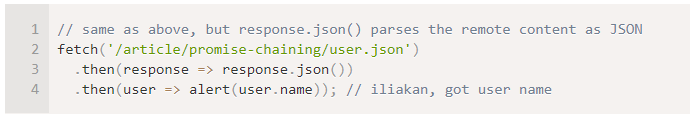 1 // same as above, but response.json() parses the remote content as JSON
2 fetch('/article/promise-chaining/user.json')
3   .then(response => response.json())
4   .then(user => alert(user.name)); // iliakan, got user name